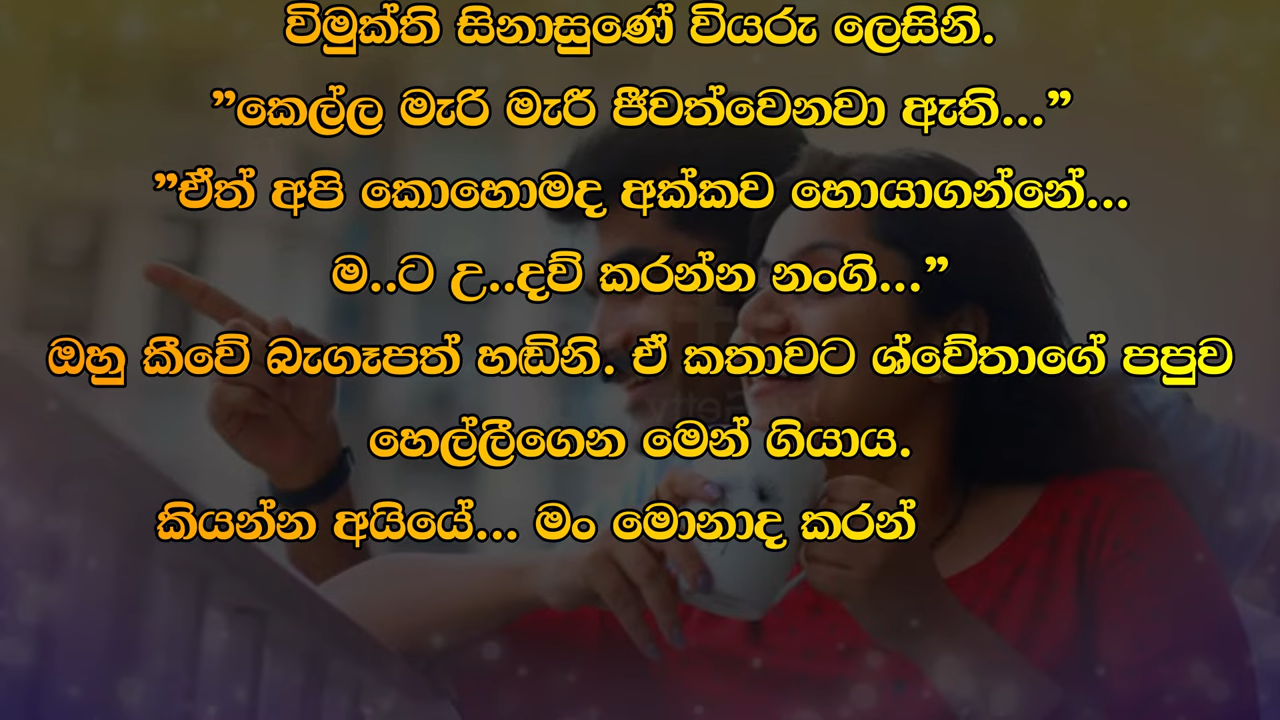 විමුක්ති සිනාසුණේ වියරු ලෙසිනි.
”කෙල්ල මැරී මැරී ජීවත්වෙනවා ඇති...”
”ඒත් අපි කොහොමද අක්කව හොයාගන්නේ...
ම..ට උ..දව් කරන්න නංගි...”
ඔහු කීවේ බැගෑපත් හඬිනි. ඒ කතාවට ශ්වේතාගේ පපුව
හෙල්ලීගෙන මෙන් ගියාය.
කියන්න අයියේ... මං මොනාද කරන්